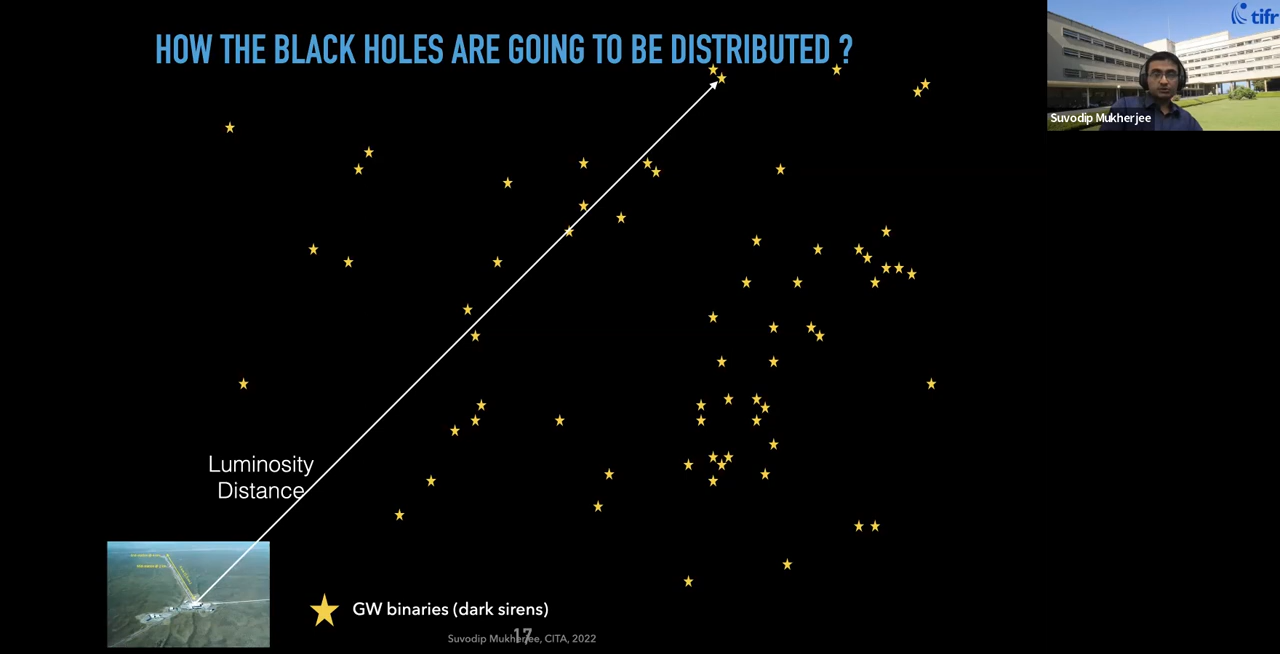 HOW THE BLACK HOLES ARE GOING TO BE DISTRIBUTED ?
tifr
Suvodip Mukherjee
Luminosity
Distance
GW binaries (dark sirens)
Suvodip Mukherjee, CITA, 2022
17